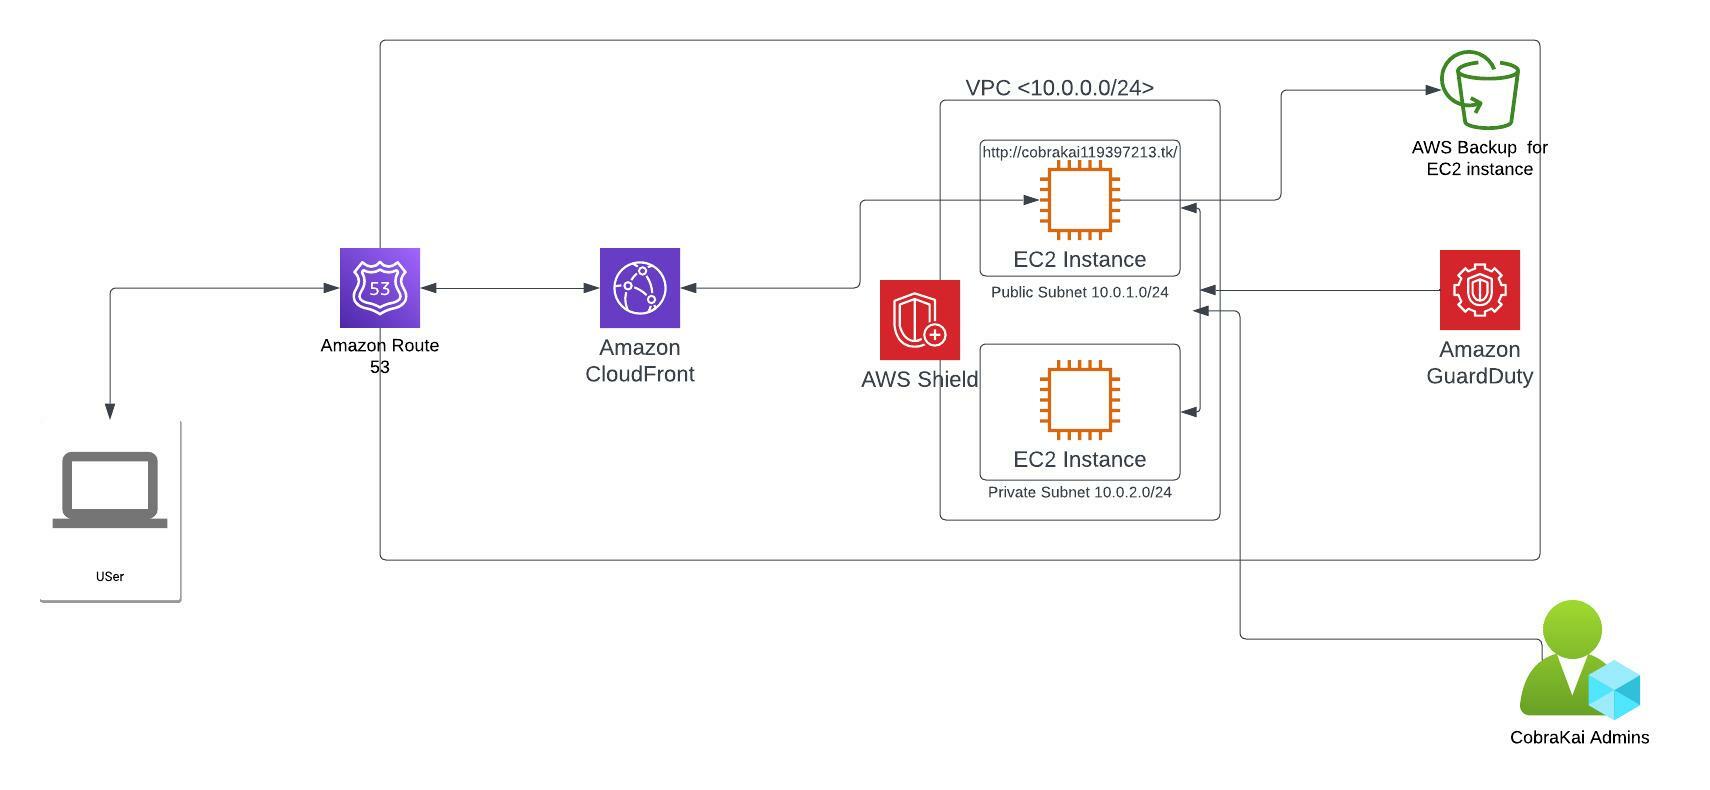 VPC <10.0.0.0/24>
AWS Backup for
EC2 instance
http://cobrakai119397213.tk/
EC2 Instance
Public Subnet 10.0.1.0/24
53
Amazon Route
53
Amazon
CloudFront
AWS Shield
Amazon
GuardDuty
EC2 Instance
Private Subnet 10.0.2.0/24
USer
CobraKai Admins